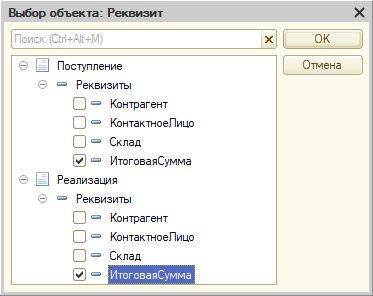 Выбор объекта: Реквизит
Поиск (Ctrl+Alt+M)
OK
Отмена
Поступление
Реквизиты
Контрагент
КонтактноеЛицо
Склад
ИтоговаяСумма
Реализация
Реквизиты
Контрагент
КонтактноеЛицо
Склад
ИтоговаяСумма